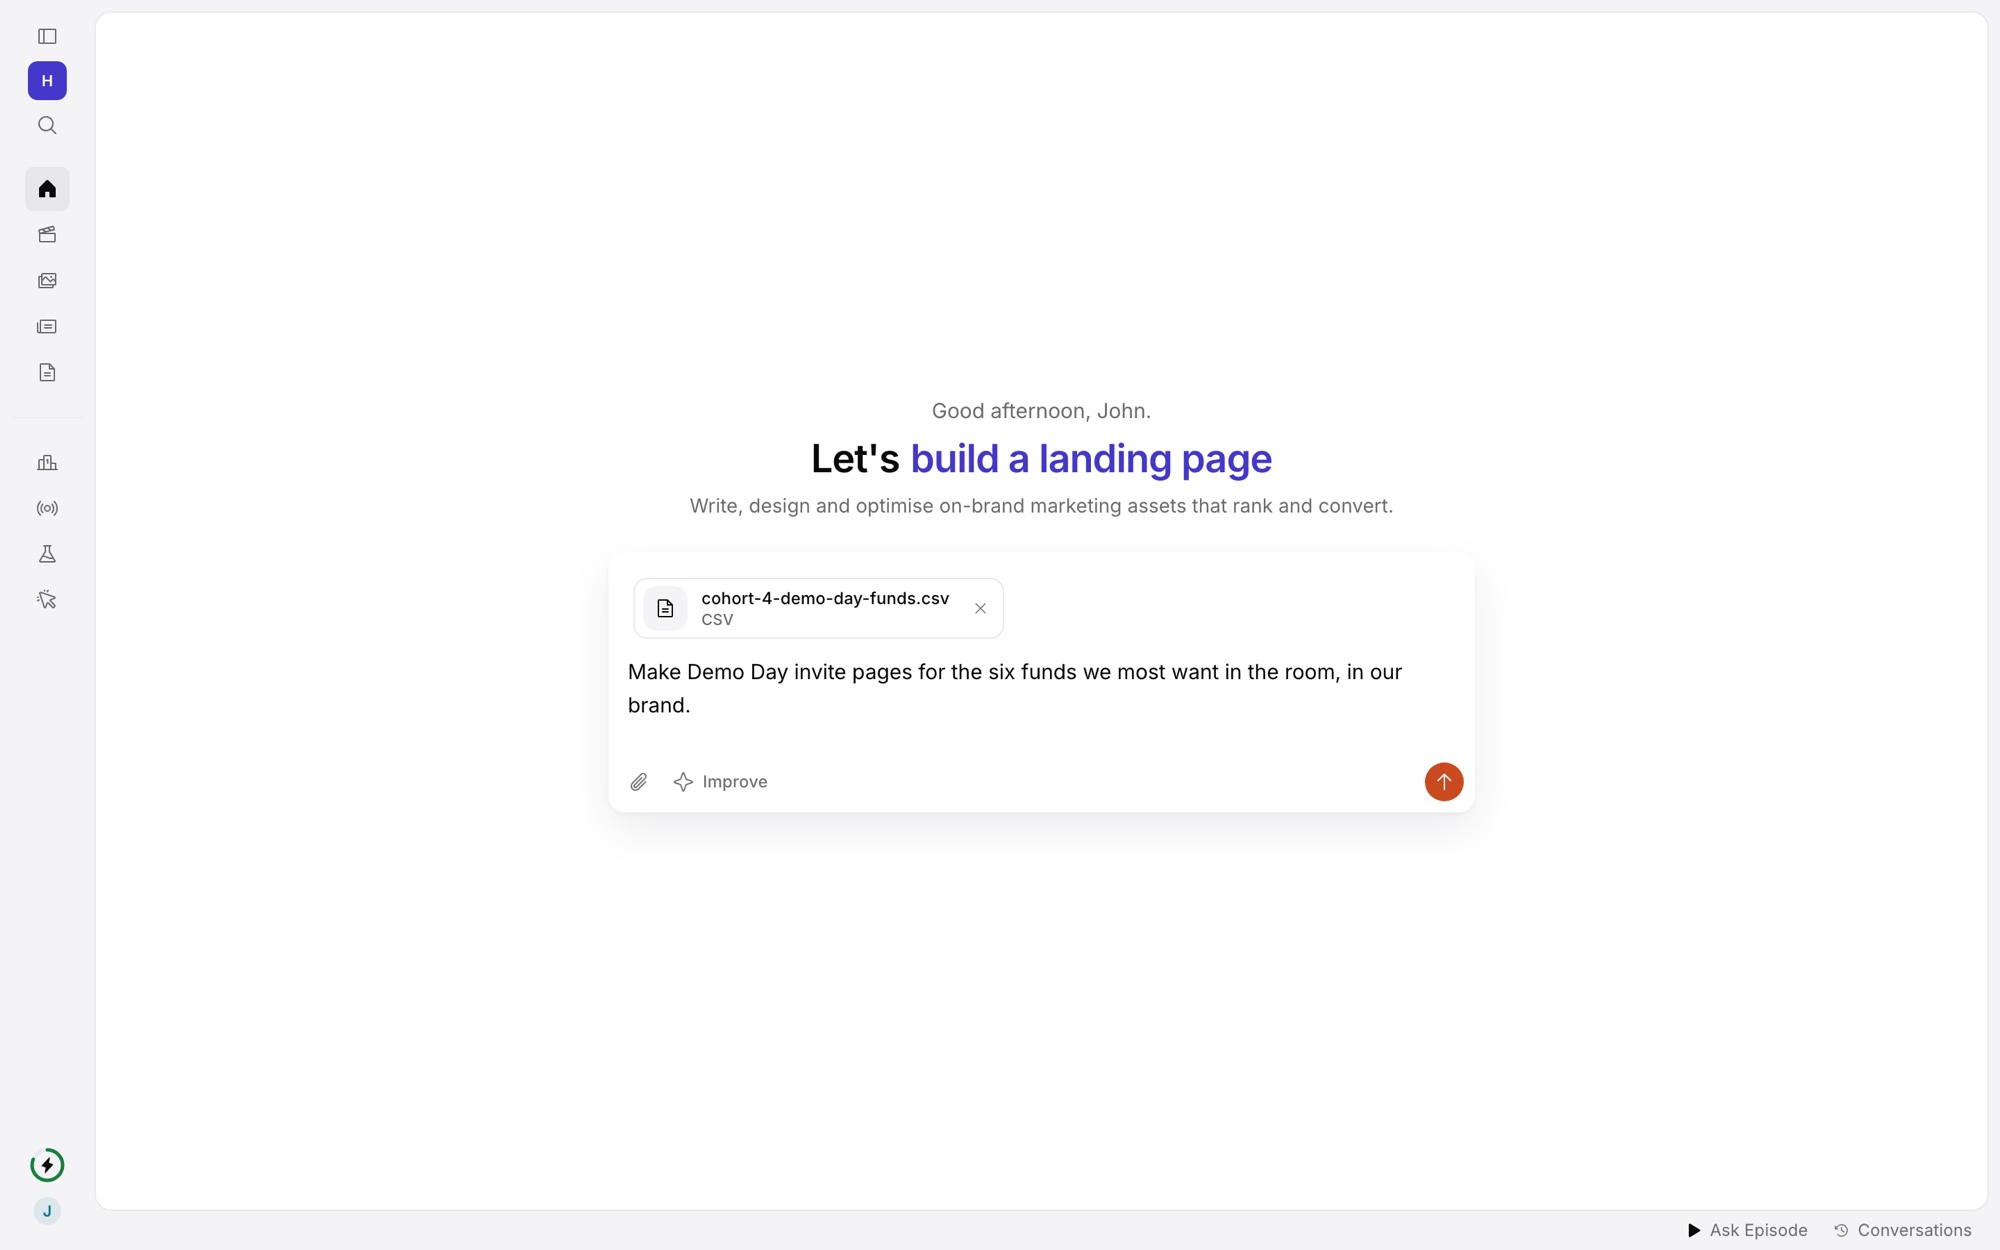 H
Good afternoon, John.
Let's build a landing page
Write, design and optimise on-brand marketing assets that rank and convert.
cohort-4-demo-day-funds.csv
CSV
Make Demo Day invite pages for the six funds we most want in the room, in our
brand.
Improve
J
Ask Episode
Conversations